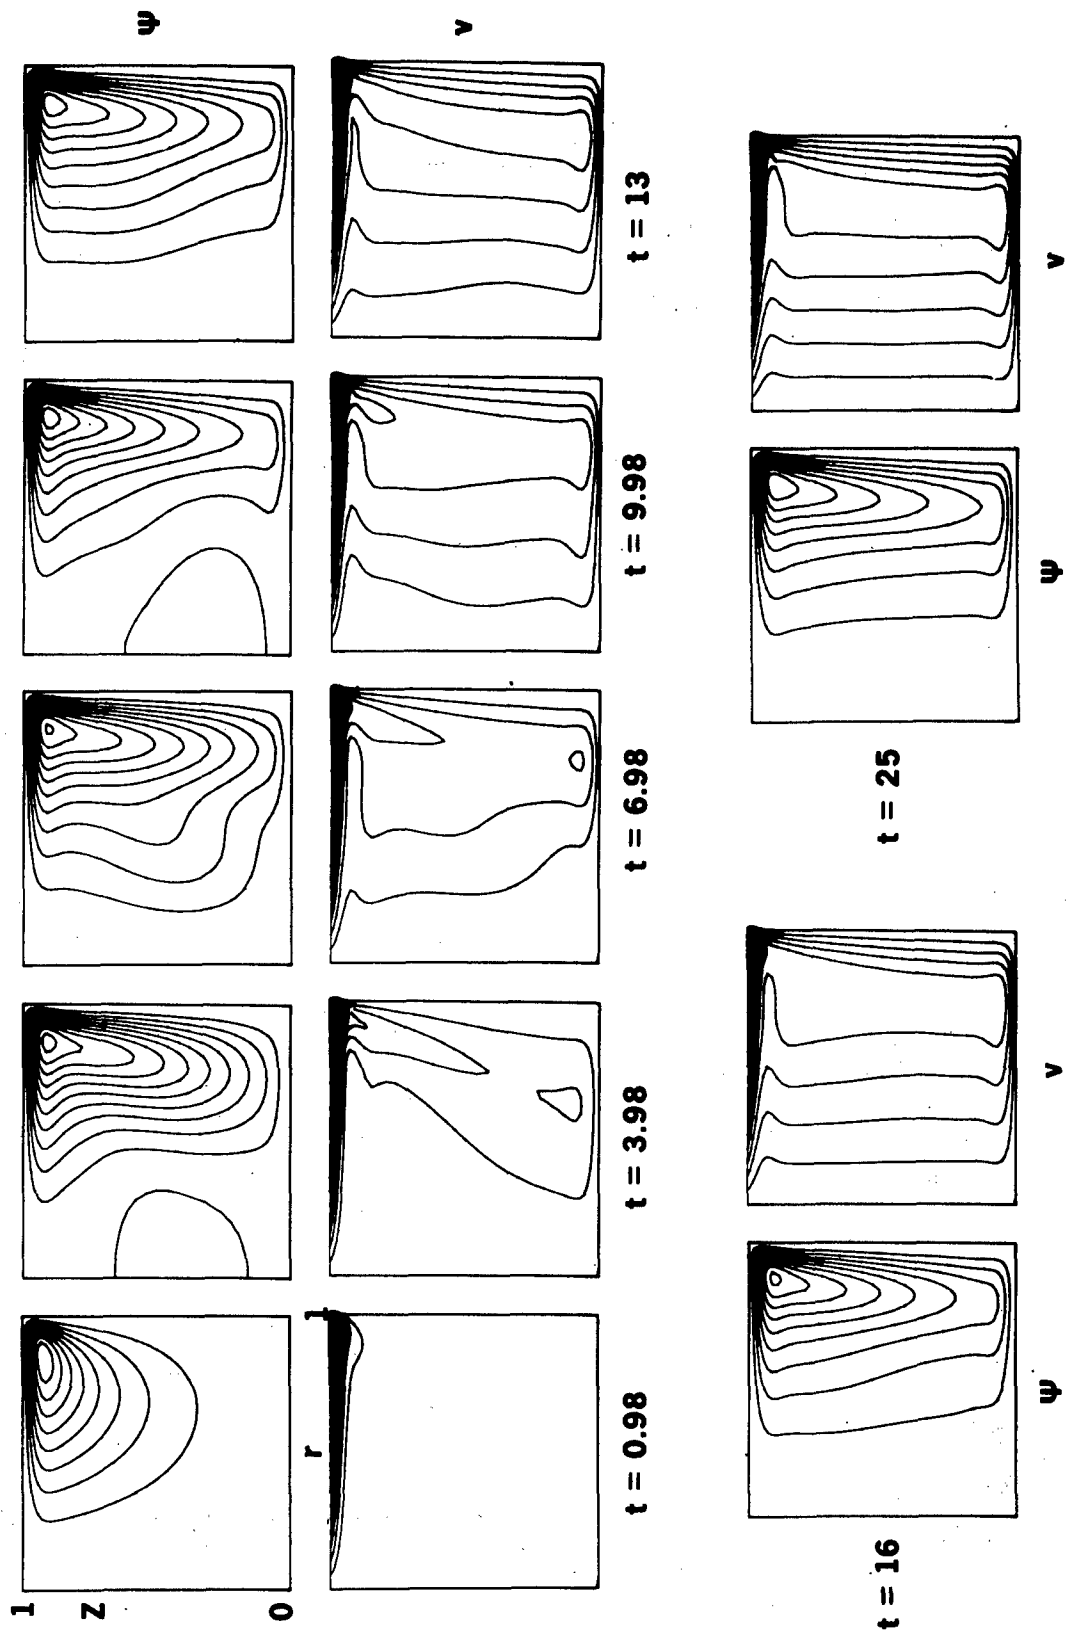 1
Z
ψ
0
r 1
v
t = 0.98 t = 3.98 t = 6.98 t = 9.98 t = 13
t = 16 t = 25
ψ v ψ v